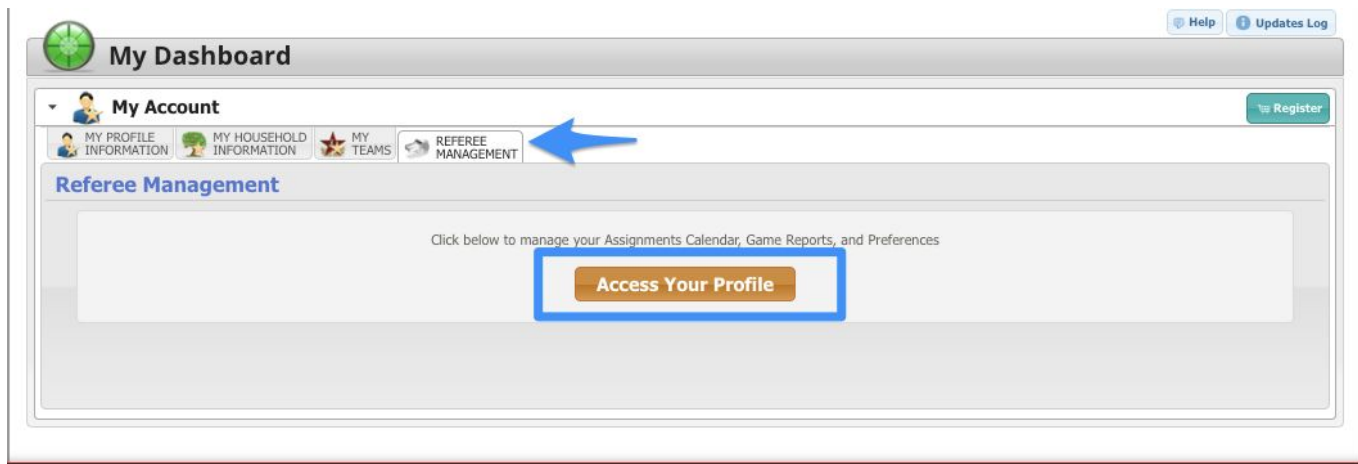 Help
Updates Log
My Dashboard
My Account
Register
MY PROFILE
INFORMATION
MY HOUSEHOLD
INFORMATION
MY
TEAMS
REFEREE
MANAGEMENT
Referee Management
Click below to manage your Assignments Calendar, Game Reports, and Preferences
Access Your Profile